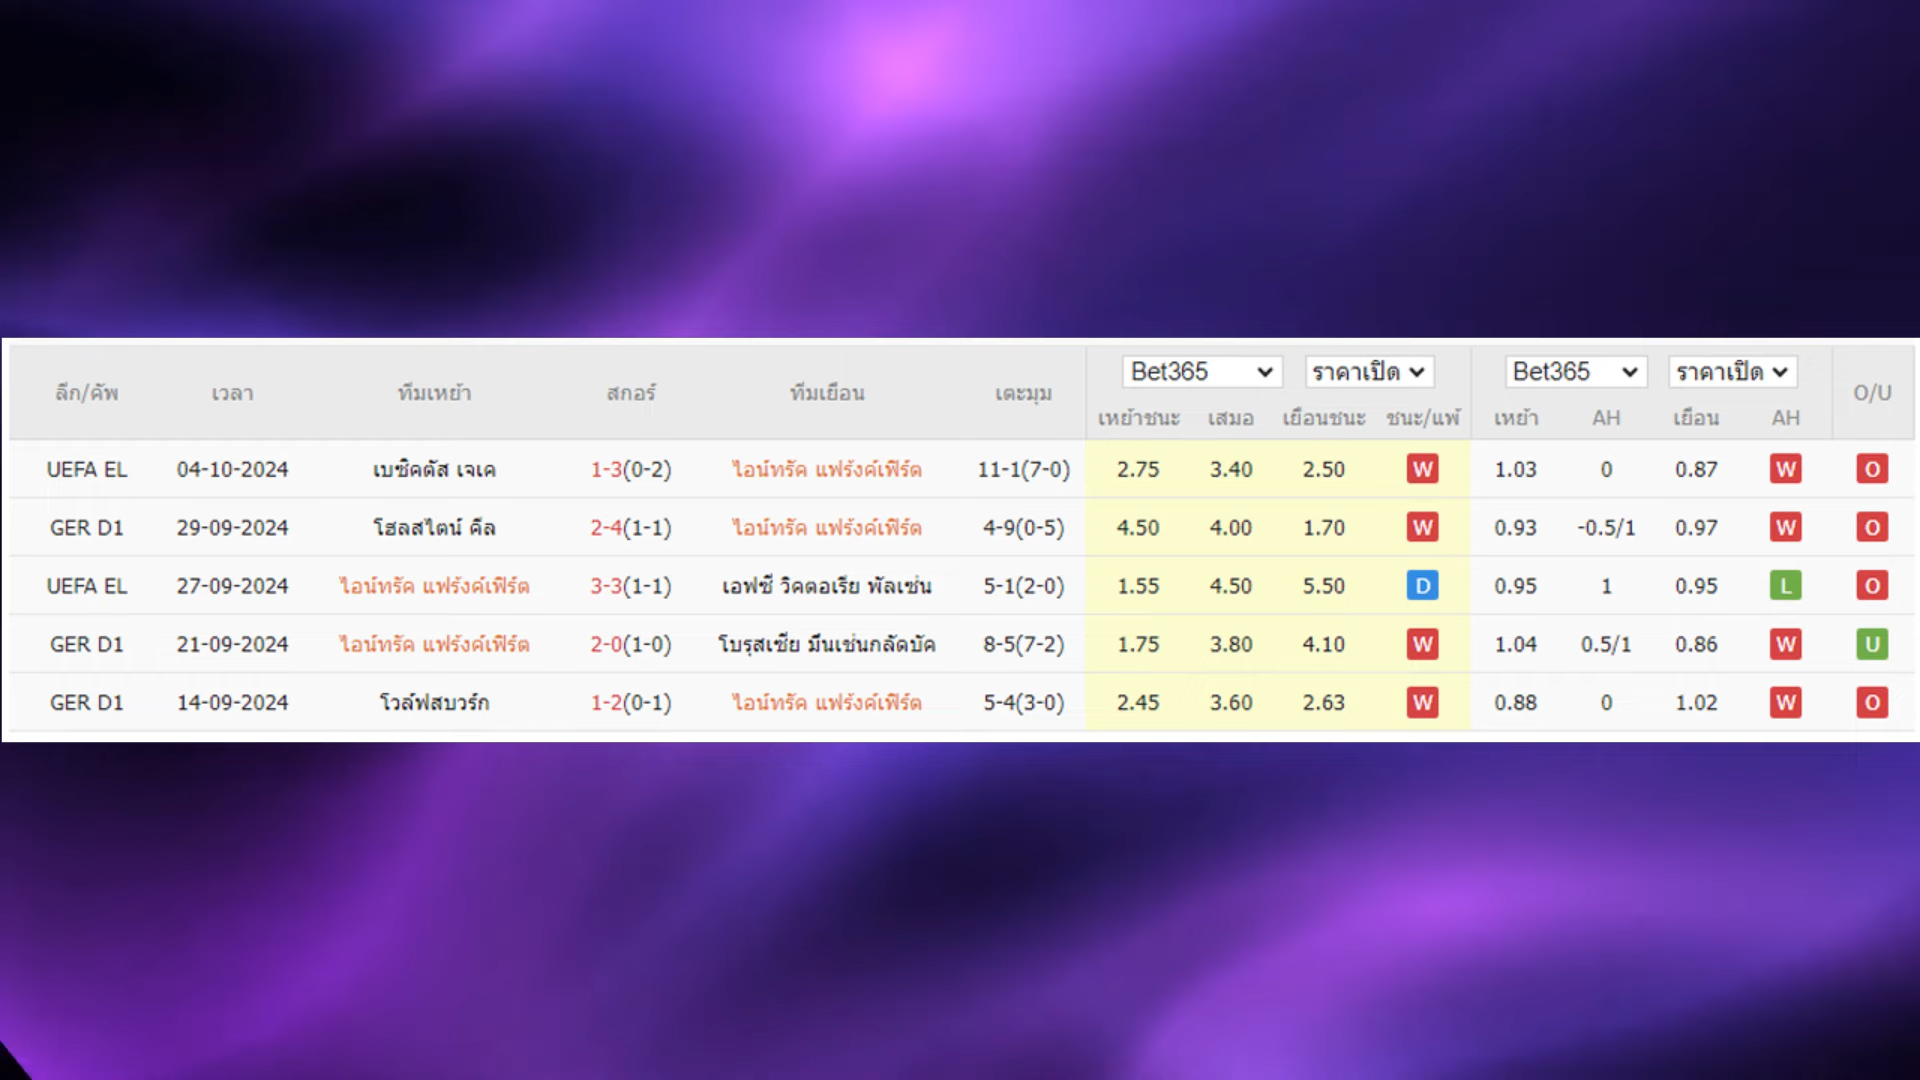 ลีก/คัพ เวลา ทีมเหย้า สกอร์ ทีมเยือน เตะมุม Bet365 ราคาเปิด Bet365 ราคาเปิด O/U
เหย้าชนะ เสมอ เยือนชนะ ชนะ/แพ้ เหย้า AH เยือน AH
UEFA EL 04-10-2024 เบซิคตัส เจเค 1-3(0-2) ไอน์ทรัค แฟร้งค์เฟิร์ต 11-1(7-0) 2.75 3.40 2.50 W 1.03 0 0.87 W O
GER D1 29-09-2024 โฮลสไตน์ คีล 2-4(1-1) ไอน์ทรัค แฟร้งค์เฟิร์ต 4-9(0-5) 4.50 4.00 1.70 W 0.93 -0.5/1 0.97 W O
UEFA EL 27-09-2024 ไอน์ทรัค แฟร้งค์เฟิร์ต 3-3(1-1) เอฟซี วิคตอเรีย พัลเซ่น 5-1(2-0) 1.55 4.50 5.50 D 0.95 1 0.95 L O
GER D1 21-09-2024 ไอน์ทรัค แฟร้งค์เฟิร์ต 2-0(1-0) โบรุสเซีย มึนเช่นกลัดบัค 8-5(7-2) 1.75 3.80 4.10 W 1.04 0.5/1 0.86 W U
GER D1 14-09-2024 โวล์ฟสบวร์ก 1-2(0-1) ไอน์ทรัค แฟร้งค์เฟิร์ต 5-4(3-0) 2.45 3.60 2.63 W 0.88 0 1.02 W O